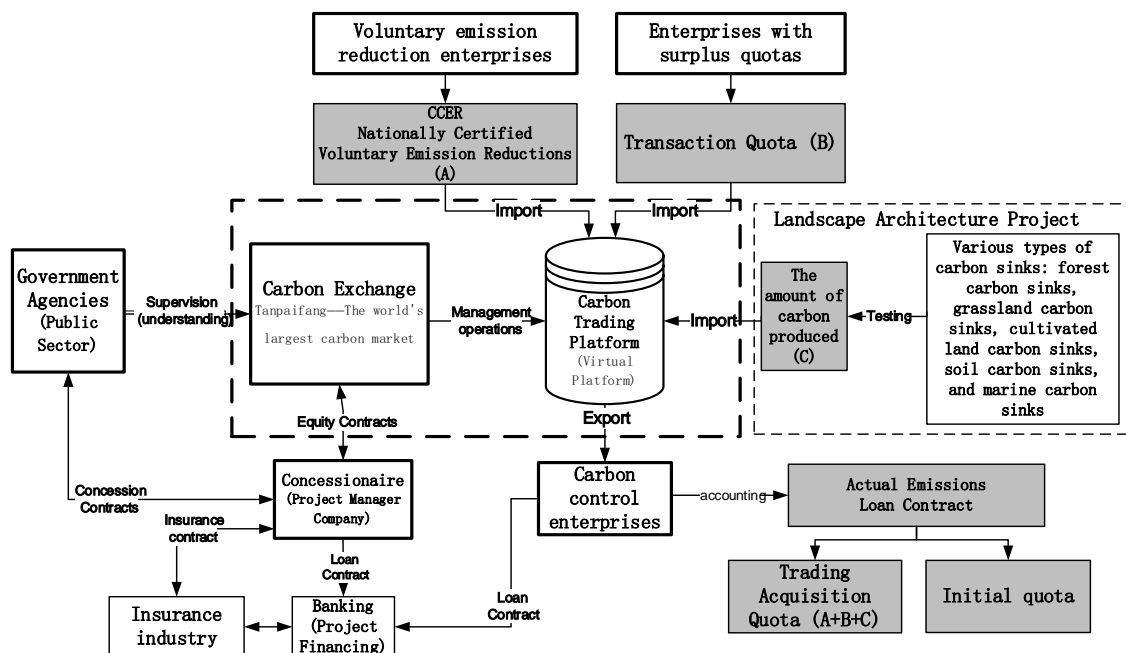 Voluntary emission
reduction enterprises
Enterprises with
surplus quotas
CCER
Nationally Certified
Voluntary Emission Reductions
(A)
Transaction Quota (B)
Import
Import
Landscape Architecture Project
Government
Agencies
(Public
Sector)
Supervision
(understanding)
Carbon Exchange
Tanpaifang——The world's
largest carbon market
Management
operations
Carbon
Trading
Platform
(Virtual
Platform)
Import
The
amount of
carbon
produced
(C)
Testing
Various types of
carbon sinks: forest
carbon sinks,
grassland carbon
sinks, cultivated
land carbon sinks,
soil carbon sinks,
and marine carbon
sinks
Equity Contracts
Export
Concession
Contracts
Concessionaire
(Project Manager
Company)
Carbon
control
enterprises
accounting
Actual Emissions
Loan Contract
Insurance
contract
Loan
Contract
Loan
Contract
Trading
Acquisition
Quota (A+B+C)
Initial quota
Insurance
industry
Banking
(Project
Financing)